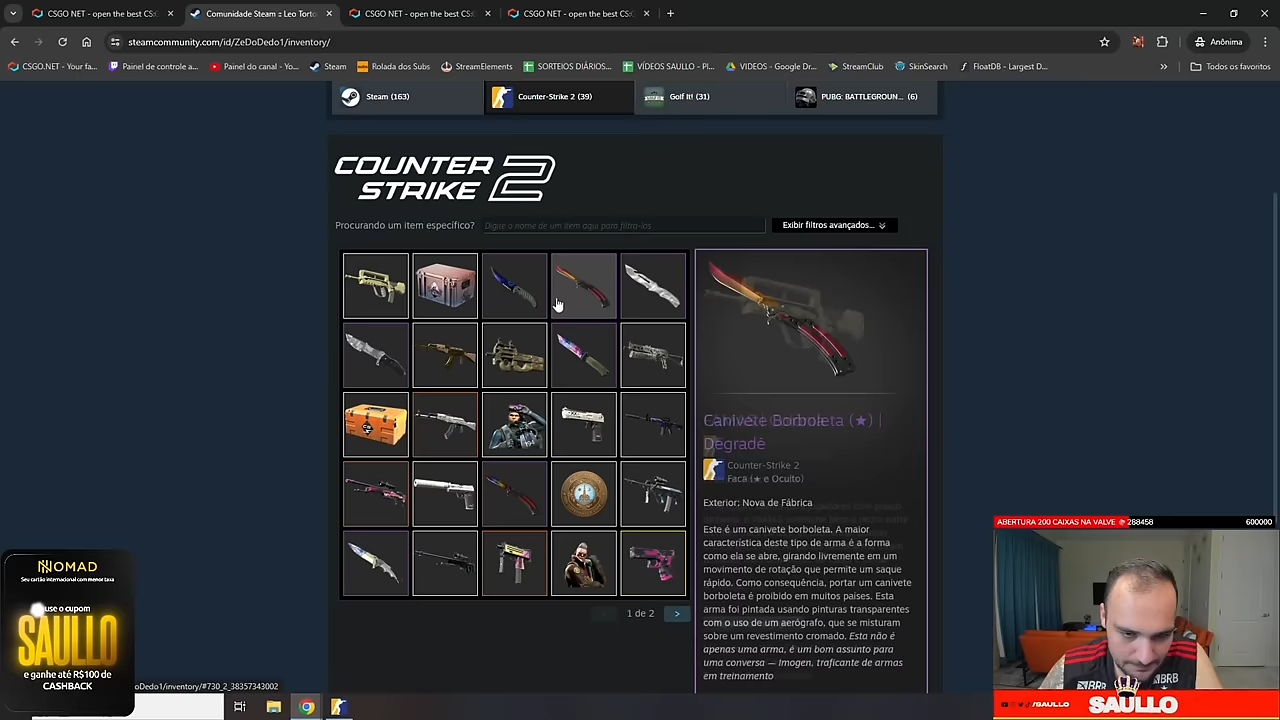 CSGO NET - open the best CS:
Comunidade Steam :: Leo Torto
CSGO NET - open the best CS:
CSGO NET - open the best CS:
steamcommunity.com/id/ZeDoDedo1/inventory/
Anônima
CSGO.NET - Your fa...
Painel de controle a...
Painel do canal - Yo...
Steam
Rolada dos Subs
StreamElements
SORTEIOS DIÁRIOS...
VIDEOS SAULLO - Pl...
VIDEOS - Google Dr...
StreamClub
SkinSearch
FloatDB - Largest D...
Todos os favoritos
Steam (163)
Counter-Strike 2 (39)
Golf It! (31)
PUBG: BATTLEGROUN... (6)
COUNTER
STRIKE 2
Procurando um item específico?
Digite o nome de um item aqui para filtrá-los
Exibir filtros avançados...
Canivete Borboleta (★) |
Degradê
Counter-Strike 2
Faca (★ e Oculto)
Exterior: Nova de Fábrica
Este é um canivete borboleta. A maior
característica deste tipo de arma é a forma
como ela se abre, girando livremente em um
movimento de rotação que permite um saque
rápido. Como consequência, portar um canivete
borboleta é proibido em muitos países. Esta
arma foi pintada usando pinturas transparentes
com o uso de um aerógrafo, que se misturam
sobre um revestimento cromado. Esta não é
apenas uma arma, é um bom assunto para
uma conversa — Imogen, traficante de armas
em treinamento
1 de 2
ABERTURA 200 CAIXAS NA VALVE
288458
600000
NOMAD
Seu cartão internacional com menor taxa
use o cupom
SAULLO
e ganhe até R$100 de
CASHBACK
oDedo1/inventory/#730_2_38357343002
BRB
BRB
/SAULLO
SAULLO